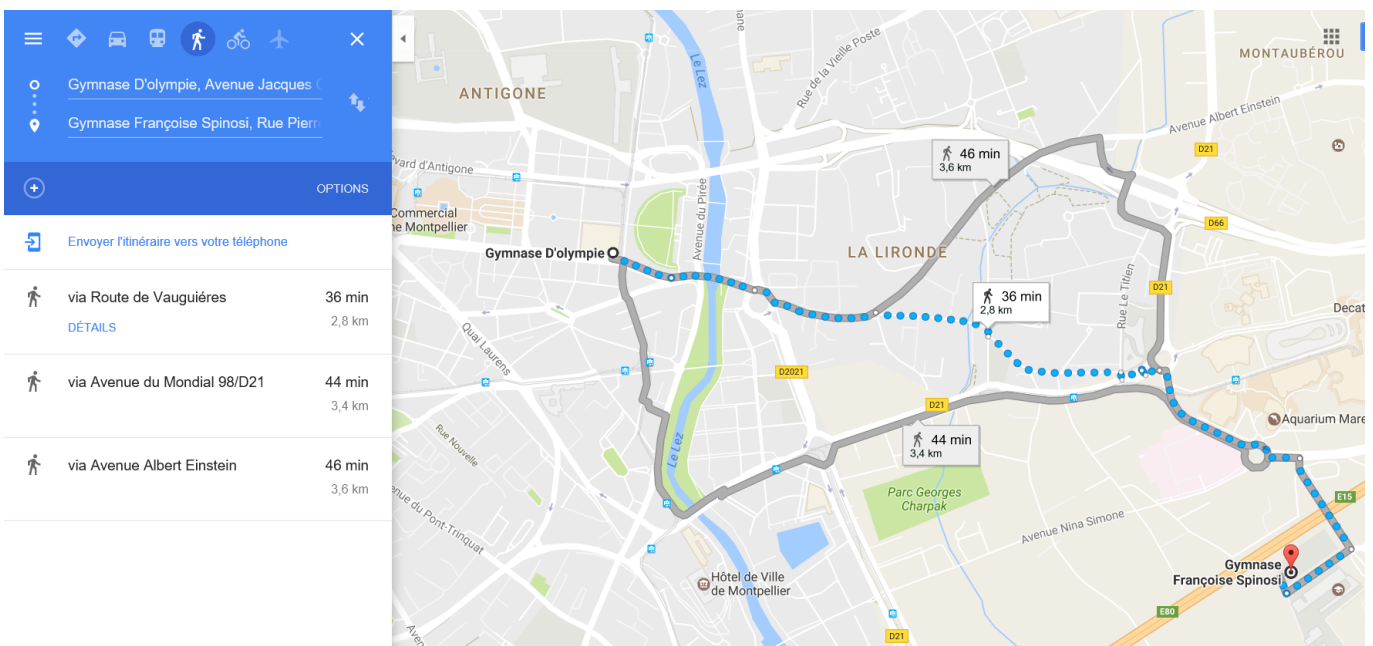 Gymnase D'olympie, Avenue Jacques
Gymnase Françoise Spinosi, Rue Pierre
OPTIONS
Envoyer l'itinéraire vers votre téléphone
via Route de Vauguiéres
36 min
DÉTAILS
2,8 km
via Avenue du Mondial 98/D21
44 min
3,4 km
via Avenue Albert Einstein
46 min
3,6 km
ANTIGONE
Le Lez
Rue de la Vieille Poste
MONTAUBÉROU
Avenue Albert Einstein
D21
vard d'Antigone
46 min
3,6 km
Avenue du Pirée
Commercial
ne Montpellier
D66
Gymnase D'olympie
LA LIRONDE
Rue Le Titien
D21
36 min
2,8 km
Decat
Quai Laurens
D2021
D21
Aquarium Mare
Rue Nouvelle
44 min
3,4 km
Le Lez
Parc Georges
Charpak
E15
nue du Pont-Trinquat
Avenue Nina Simone
Gymnase
Françoise Spinosi
Hôtel de Ville
de Montpellier
E80
D21
Ave